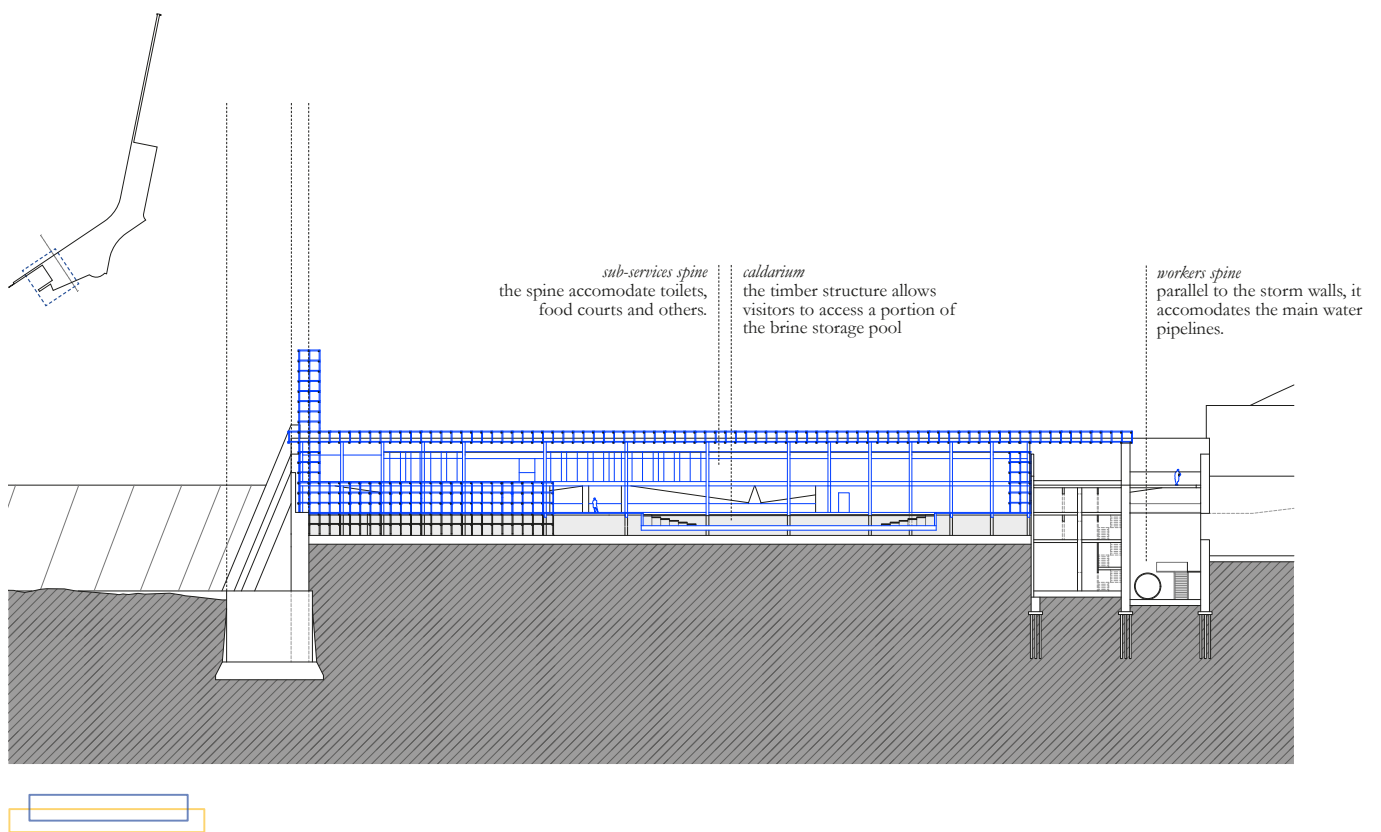 sub-services spine
the spine accomodate toilets,
food courts and others.
caldarium
the timber structure allows
visitors to access a portion of
the brine storage pool
workers spine
parallel to the storm walls, it
accomodates the main water
pipelines.